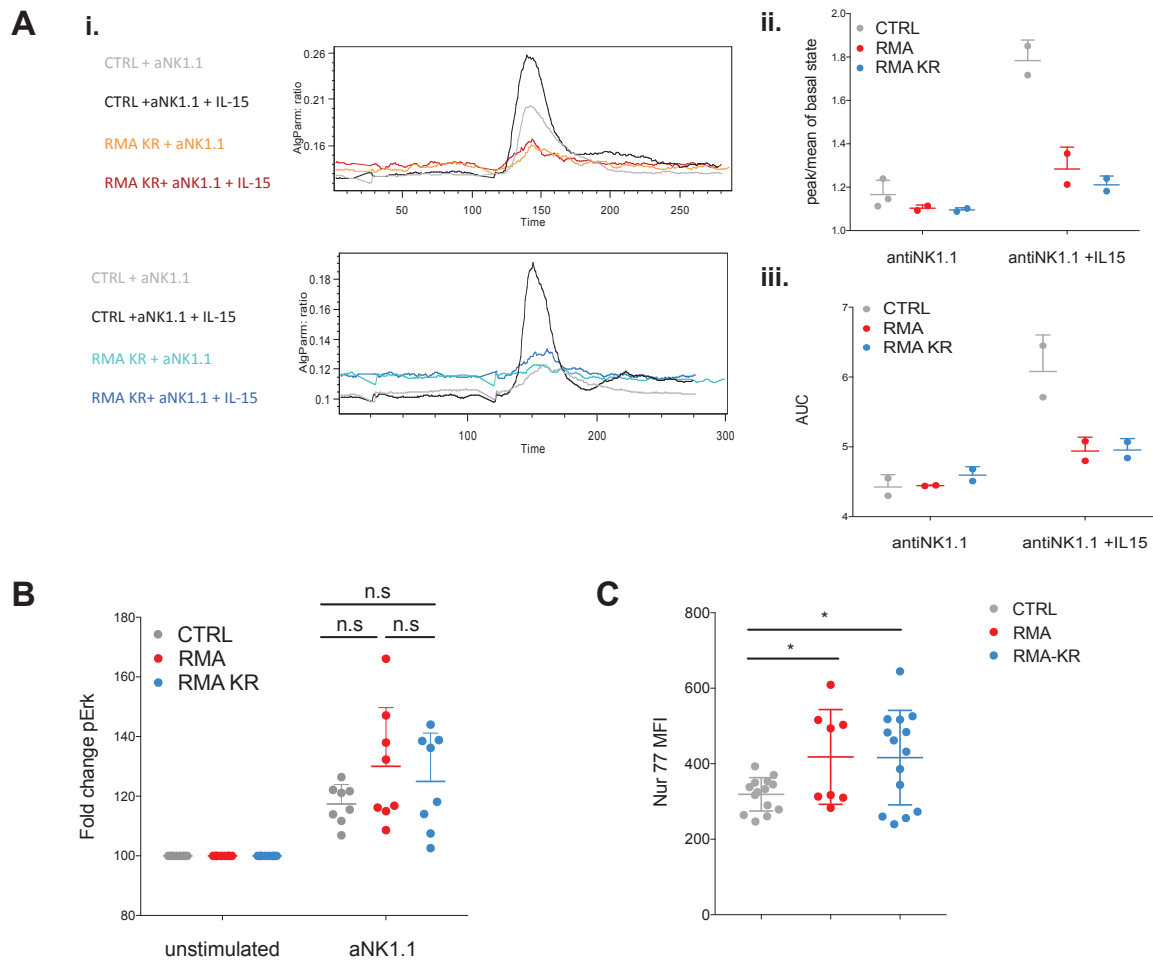 A
i.
CTRL + aNK1.1
CTRL +aNK1.1 + IL-15
RMA KR + aNK1.1
RMA KR+ aNK1.1 + IL-15
AlgParm: ratio
0.26
0.21
0.16
50
100
150
200
250
Time
CTRL + aNK1.1
CTRL +aNK1.1 + IL-15
RMA KR + aNK1.1
RMA KR+ aNK1.1 + IL-15
AlgParm: ratio
0.18
0.16
0.14
0.12
0.1
100
200
300
Time
ii.
peak/mean of basal state
2.0
1.8
1.6
1.4
1.2
1.0
CTRL
RMA
RMA KR
antiNK1.1
antiNK1.1 +IL15
iii.
AUC
7
6
5
4
CTRL
RMA
RMA KR
antiNK1.1
antiNK1.1 +IL15
B
Fold change pErk
180
160
140
120
100
80
CTRL
RMA
RMA KR
n.s
n.s
n.s
unstimulated
aNK1.1
C
Nur 77 MFI
800
600
400
200
0
*
*
CTRL
RMA
RMA-KR